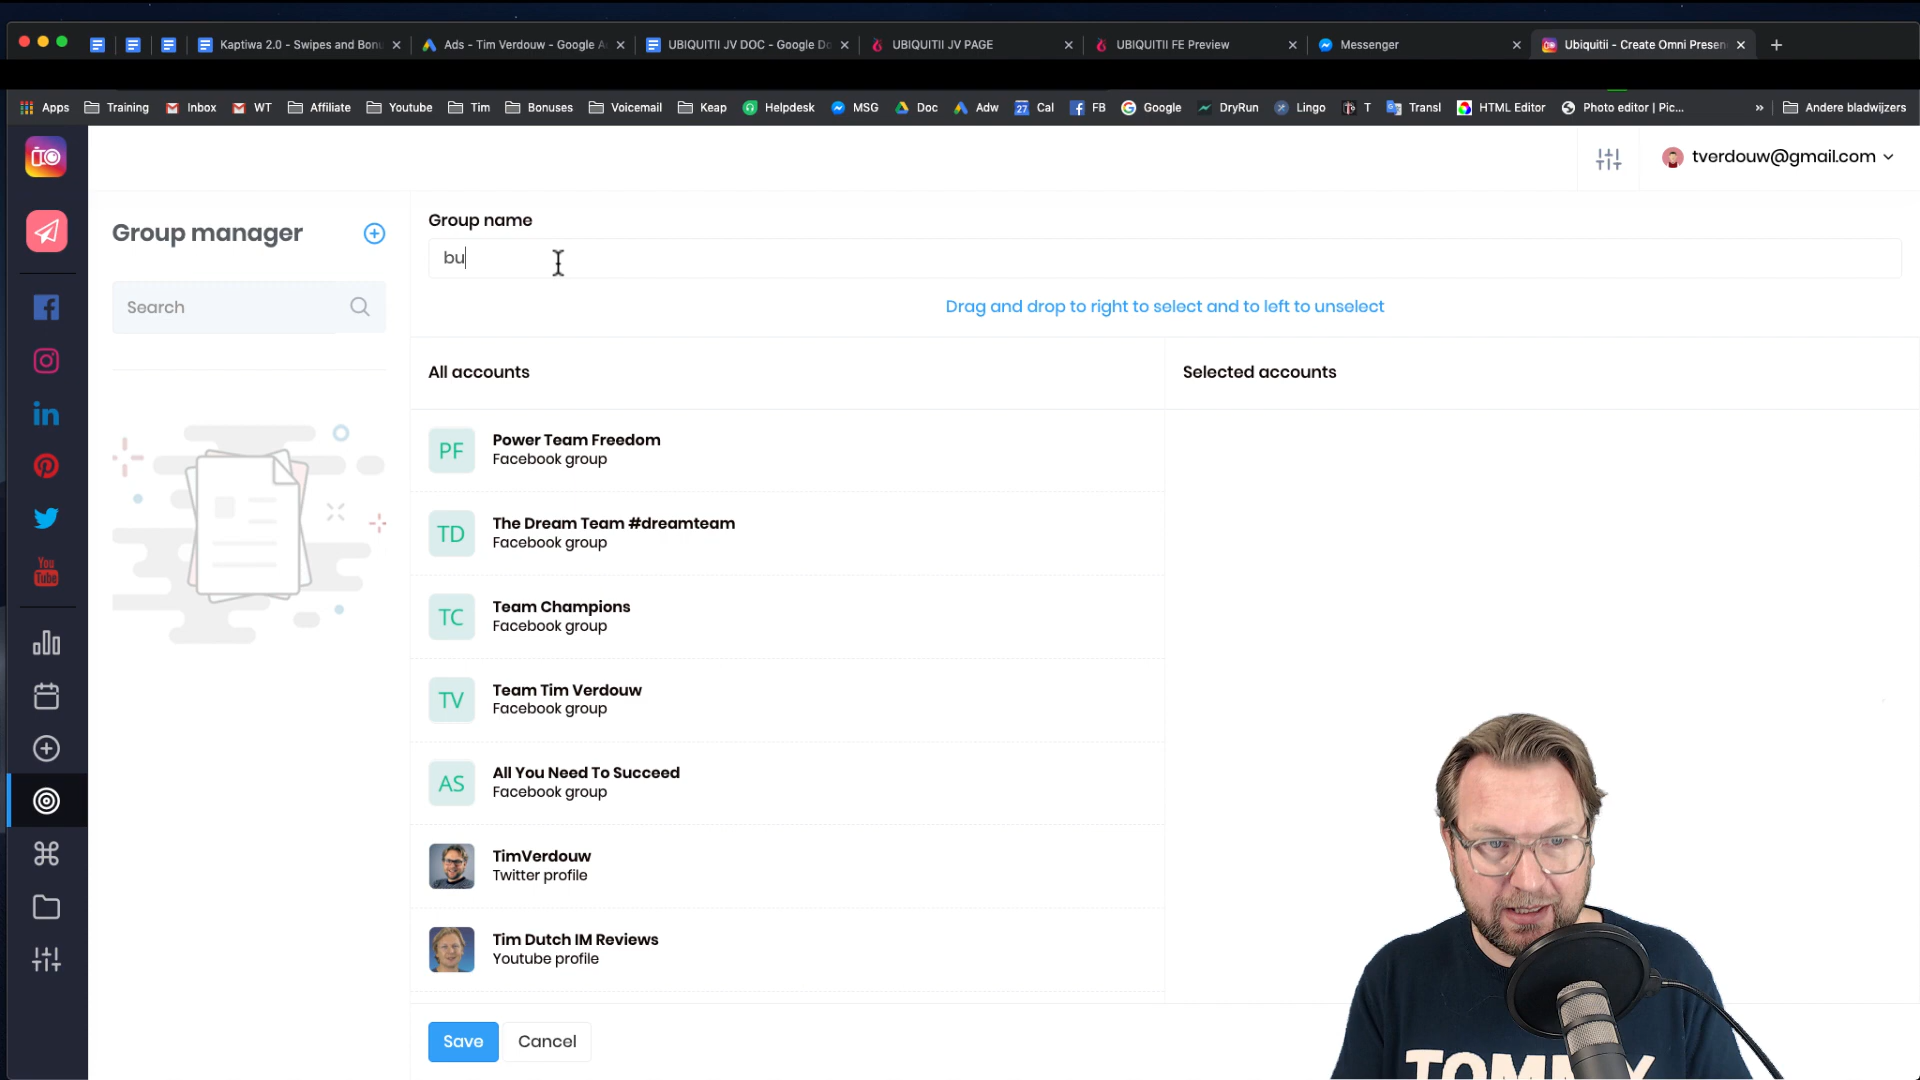 Kaptiwa 2.0 - Swipes and Bonu
Ads - Tim Verdouw - Google A
UBIQUITII JV DOC - Google Do
UBIQUITII JV PAGE
UBIQUITII FE Preview
Messenger
Ubiquitii - Create Omni Presen
Apps Training Inbox WT Affiliate Youtube Tim Bonuses Voicemail Keap Helpdesk MSG Doc Adw 27 Cal FB Google DryRun Lingo T Transl HTML Editor Photo editor | Pic... » Andere bladwijzers
tverdouw@gmail.com
Group manager
Search
You
Tube
Group name
bu
Drag and drop to right to select and to left to unselect
All accounts
Selected accounts
PF
Power Team Freedom
Facebook group
TD
The Dream Team #dreamteam
Facebook group
TC
Team Champions
Facebook group
TV
Team Tim Verdouw
Facebook group
AS
All You Need To Succeed
Facebook group
TimVerdouw
Twitter profile
Tim Dutch IM Reviews
Youtube profile
Save
Cancel
TOMMY